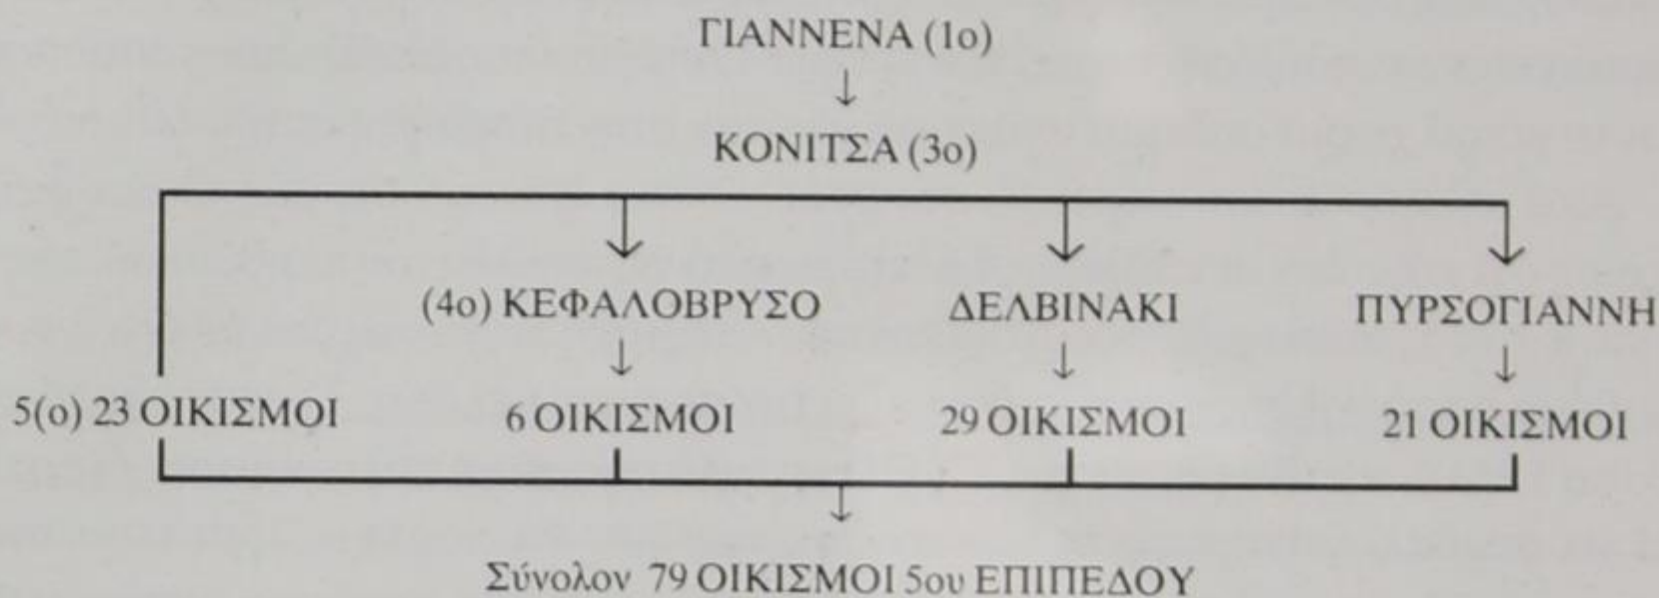 ΓΙΑΝΝΕΝΑ (1ο)
ΚΟΝΙΤΣΑ (3ο)
(4ο) ΚΕΦΑΛΟΒΡΥΣΟ ΔΕΛΒΙΝΑΚΙ ΠΥΡΣΟΓΙΑΝΝΗ
5(ο) 23 ΟΙΚΙΣΜΟΙ 6 ΟΙΚΙΣΜΟΙ 29 ΟΙΚΙΣΜΟΙ 21 ΟΙΚΙΣΜΟΙ
Σύνολον 79 ΟΙΚΙΣΜΟΙ 5ου ΕΠΙΠΕΔΟΥ